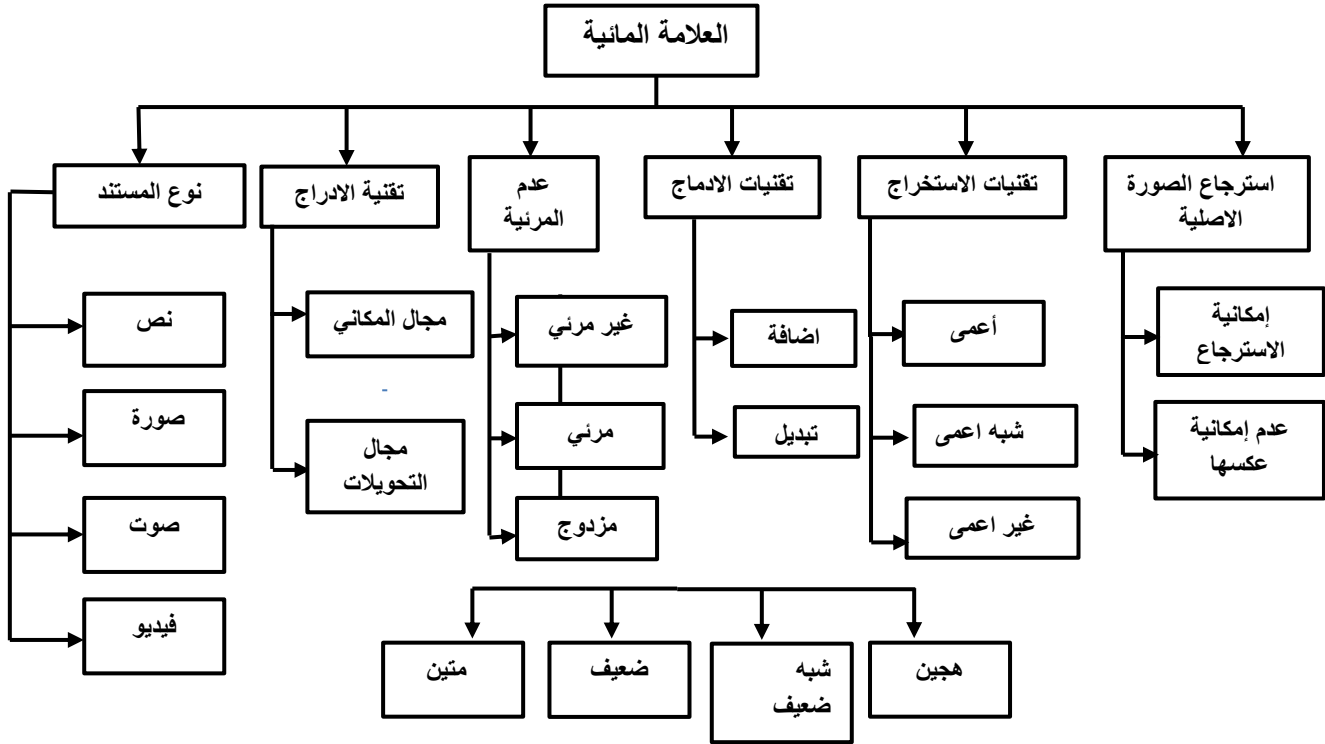 العلامة المائية
استرجاع الصورة
الاصلية
تقنيات الاستخراج
تقنيات الادماج
عدم
المرئية
تقنية الادراج
نوع المستند
إمكانية
الاسترجاع
عدم إمكانية
عكسها
أعمى
شبه اعمى
غير اعمى
اضافة
تبديل
غير مرئي
مرئي
مزدوج
مجال المكاني
مجال
التحويلات
نص
صورة
صوت
فيديو
هجين
شبه
ضعيف
ضعيف
متين